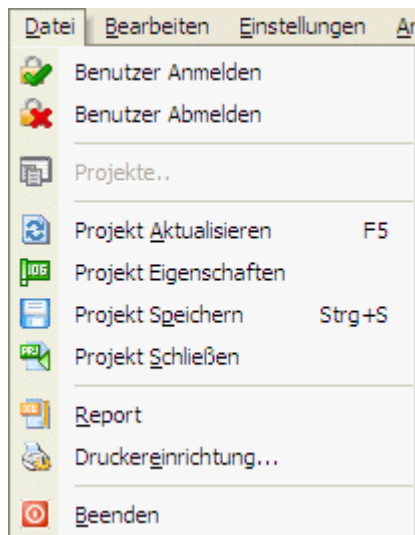 Datei Bearbeiten Einstellungen
Benutzer Anmelden
Benutzer Abmelden
Projekte..
Projekt Aktualisieren F5
Projekt Eigenschaften
Projekt Speichern Strg+S
Projekt Schließen
Report
Druckereinrichtung...
Beenden